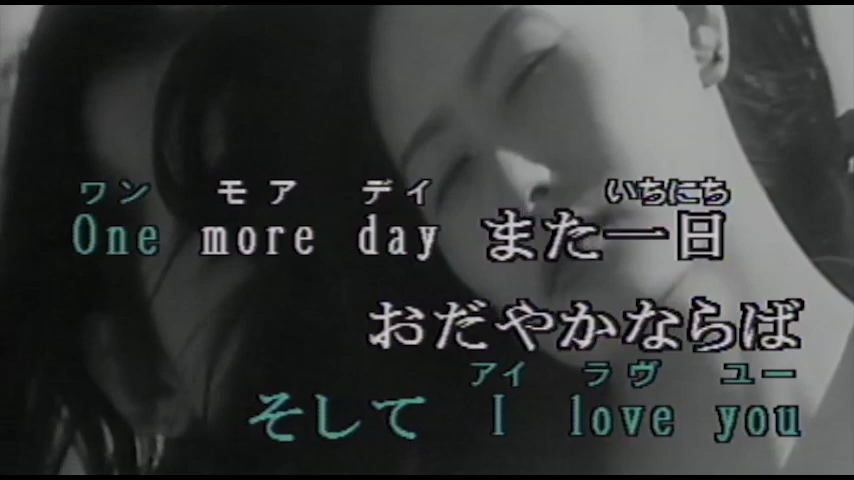 ワン モア デイ いちにち
One more day また一日
おだやかならば
アイ ラヴ ユー
そして I love you